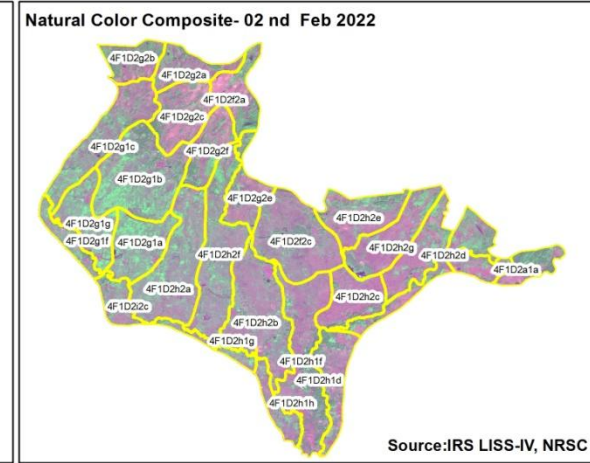 Natural Color Composite- 02 nd Feb 2022
4F1D2g2b
4F1D2g2a
4F1D2f2a
4F1D2g2c
4F1D2g1c
4F1D2g2f
4F1D2g1b
4F1D2g2e
4F1D2h2e
4F1D2g1g
4F1D2g1f
4F1D2g1a
4F1D2f2c
4F1D2h2g
4F1D2h2f
4F1D2h2d
4F1D2a1a
4F1D2h2a
4F1D2h2c
4F1D2i2c
4F1D2h2b
4F1D2h1g
4F1D2h1f
4F1D2h1d
4F1D2h1h
Source:IRS LISS-IV, NRSC